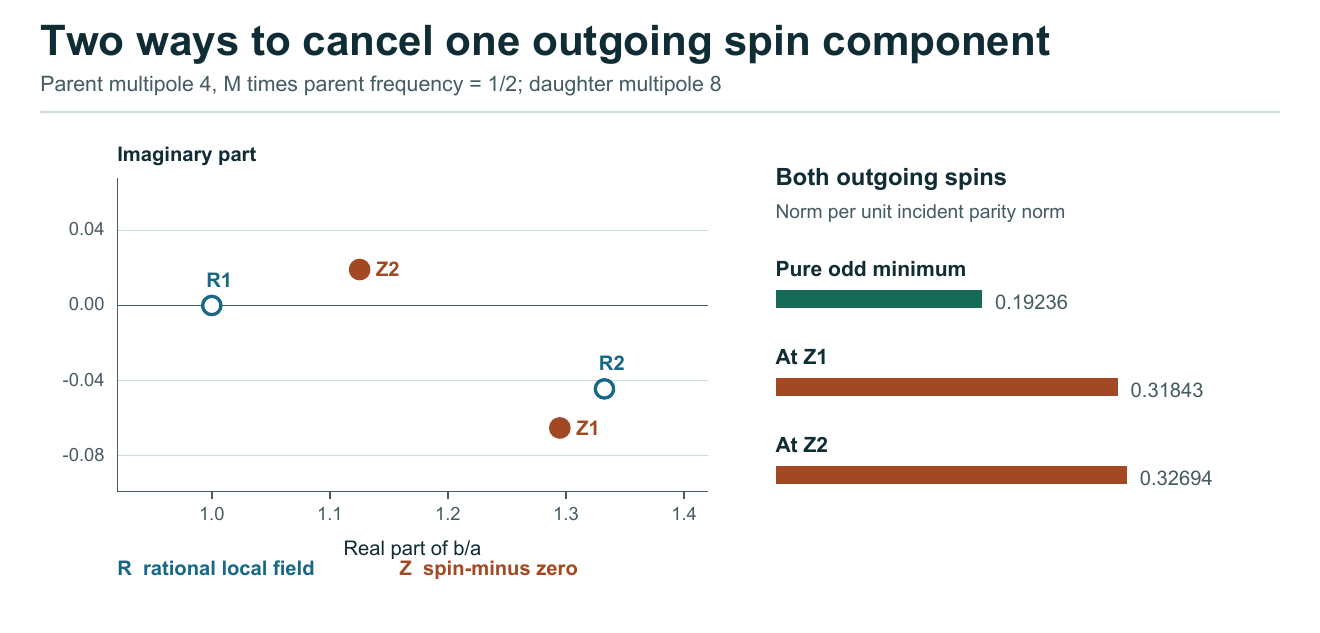 Two ways to cancel one outgoing spin component
Parent multipole 4, M times parent frequency = 1/2; daughter multipole 8
Imaginary part
0.04
0.00
-0.04
-0.08
R1
Z2
R2
Z1
1.0 1.1 1.2 1.3 1.4
Real part of b/a
R rational local field Z spin-minus zero
Both outgoing spins
Norm per unit incident parity norm
Pure odd minimum
0.19236
At Z1
0.31843
At Z2
0.32694